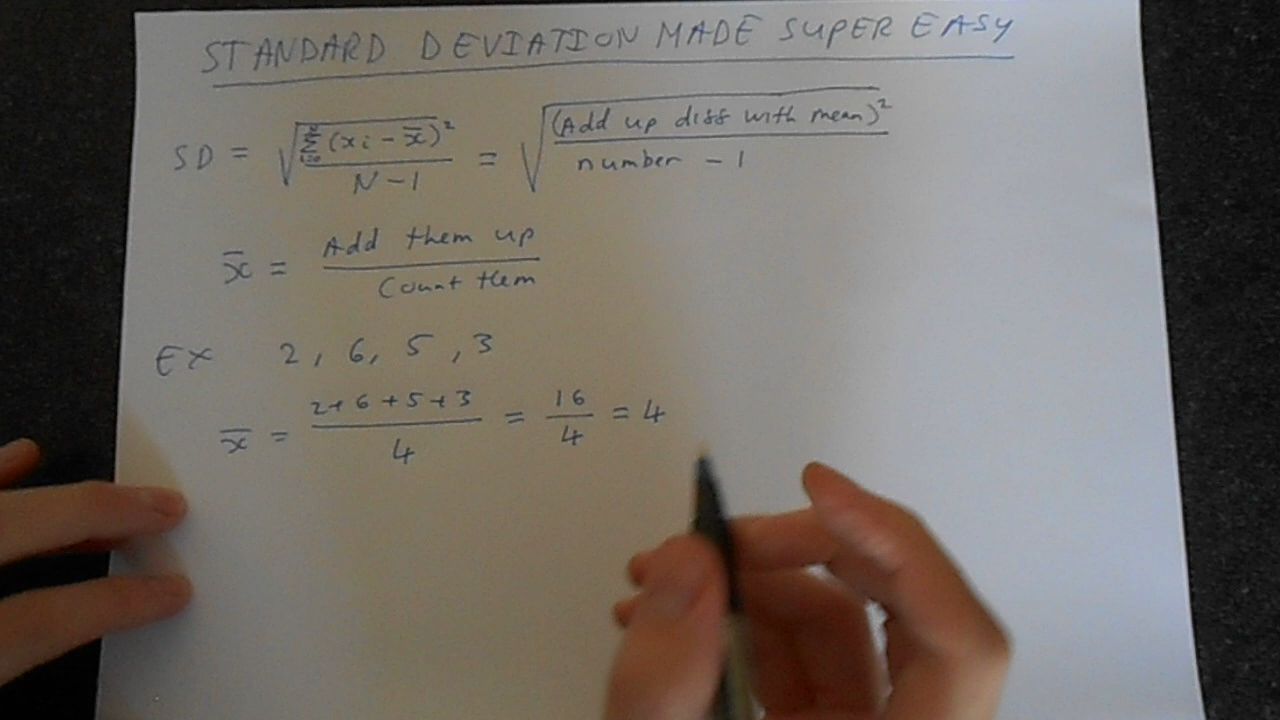 STANDARD DEVIATION MADE SUPER EASY
SD = √(Σ(xi - x̄)² / N-1) = √((Add up diff with mean)² / number - 1)
x̄ = Add them up / Count them
EX 2, 6, 5, 3
x̄ = 2+6+5+3 / 4 = 16/4 = 4